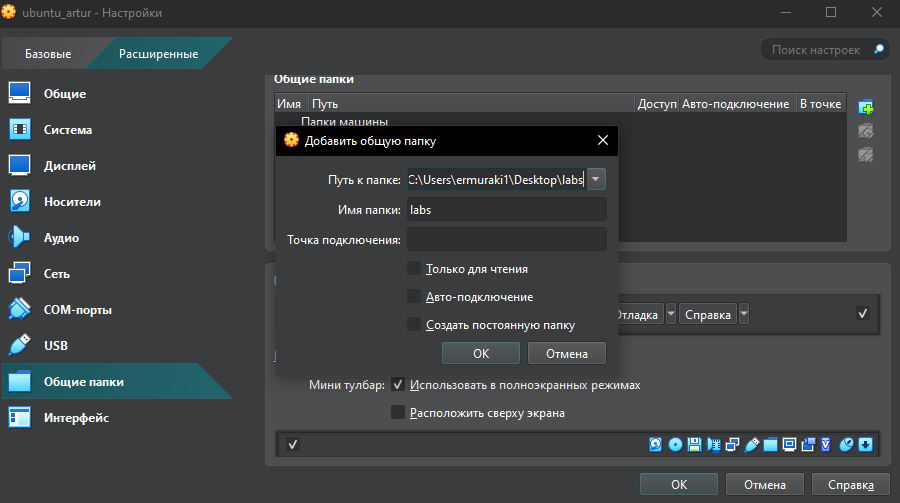 ubuntu_artur - Настройки
Базовые
Расширенные
Поиск настроек
Общие
Система
Дисплей
Носители
Аудио
Сеть
COM-порты
USB
Общие папки
Интерфейс
Общие папки
Имя Путь Доступ Авто-подключение В точке
Папки машины
Добавить общую папку
Путь к папке: C:\Users\ermuraki1\Desktop\labs
Имя папки: labs
Точка подключения:
Только для чтения
Авто-подключение
Создать постоянную папку
OK Отмена
Отладка Справка
Мини тулбар: Использовать в полноэкранных режимах
Расположить сверху экрана
OK Отмена Справка